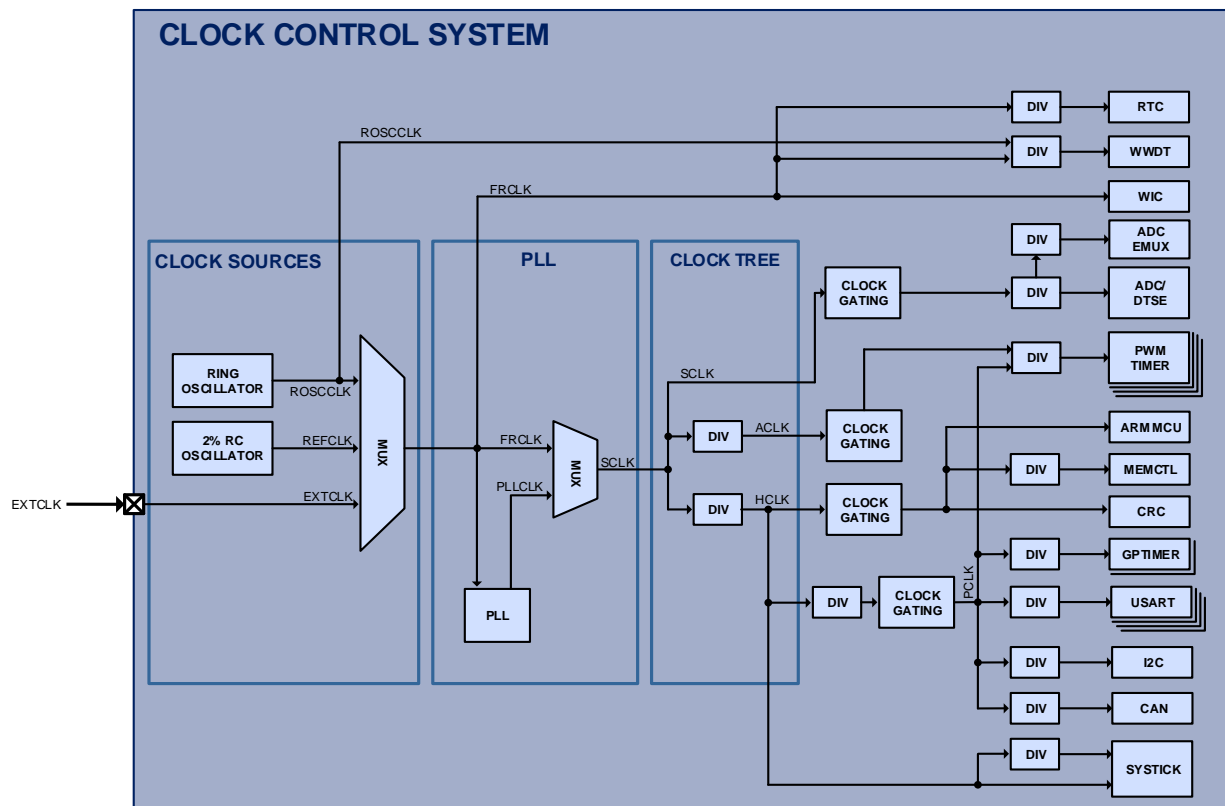 CLOCK CONTROL SYSTEM
DIV
RTC
ROSCCLK
DIV
WWDT
FRCLK
WIC
DIV
ADC
EMUX
CLOCK SOURCES
PLL
CLOCK TREE
CLOCK
GATING
DIV
ADC/
DTSE
RING
OSCILLATOR
ROSCCLK
SCLK
DIV
PWM
TIMER
2% RC
OSCILLATOR
REFCLK
MUX
FRCLK
MUX
SCLK
DIV
ACLK
CLOCK
GATING
ARM MCU
DIV
MEMCTL
EXTCLK
EXTCLK
PLLCLK
DIV
HCLK
CLOCK
GATING
CRC
DIV
GPTIMER
PLL
DIV
CLOCK
GATING
PCLK
DIV
USART
DIV
I2C
DIV
CAN
DIV
SYSTICK